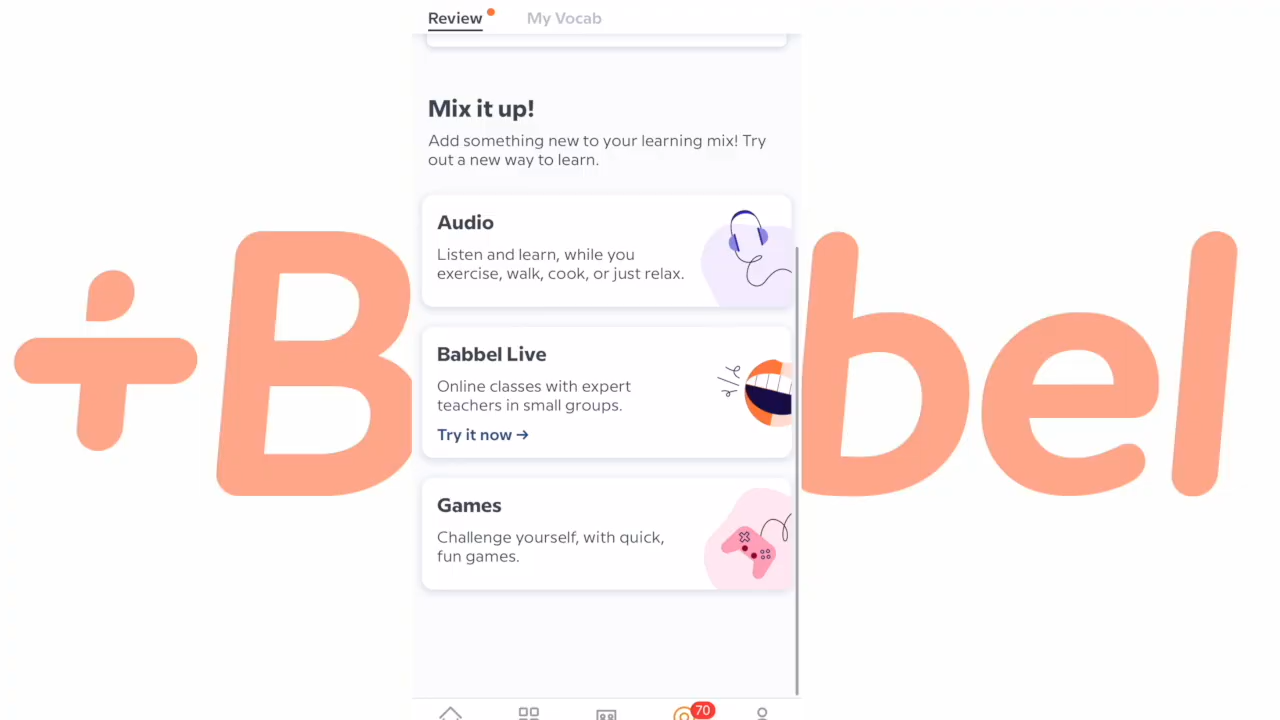 Review
My Vocab
Mix it up!
Add something new to your learning mix! Try
out a new way to learn.
Audio
Listen and learn, while you
exercise, walk, cook, or just relax.
Babbel Live
Online classes with expert
teachers in small groups.
Try it now →
Games
Challenge yourself, with quick,
fun games.
70
+B bel